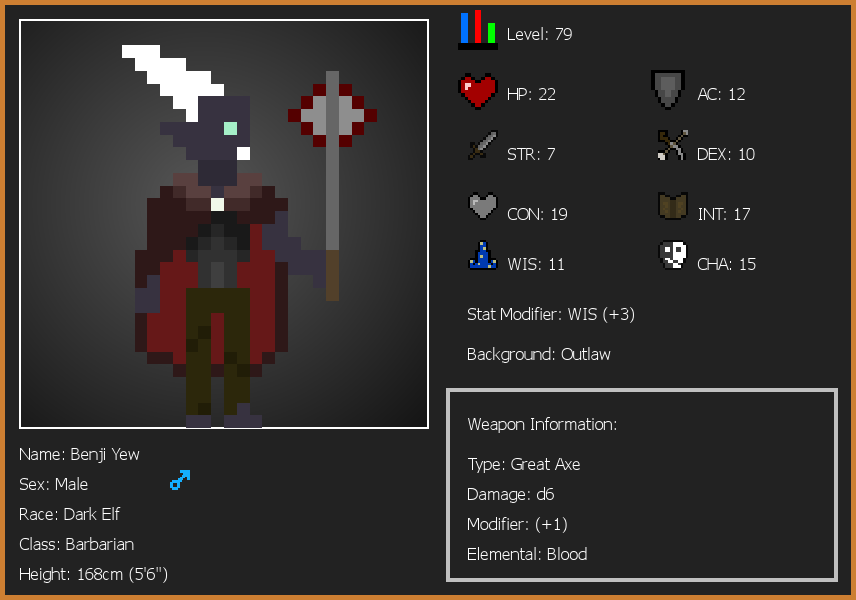 Level: 79
HP: 22
AC: 12
STR: 7
DEX: 10
CON: 19
INT: 17
WIS: 11
CHA: 15
Stat Modifier: WIS (+3)
Background: Outlaw
Weapon Information:
Type: Great Axe
Damage: d6
Modifier: (+1)
Elemental: Blood
Name: Benji Yew
Sex: Male
Race: Dark Elf
Class: Barbarian
Height: 168cm (5'6")